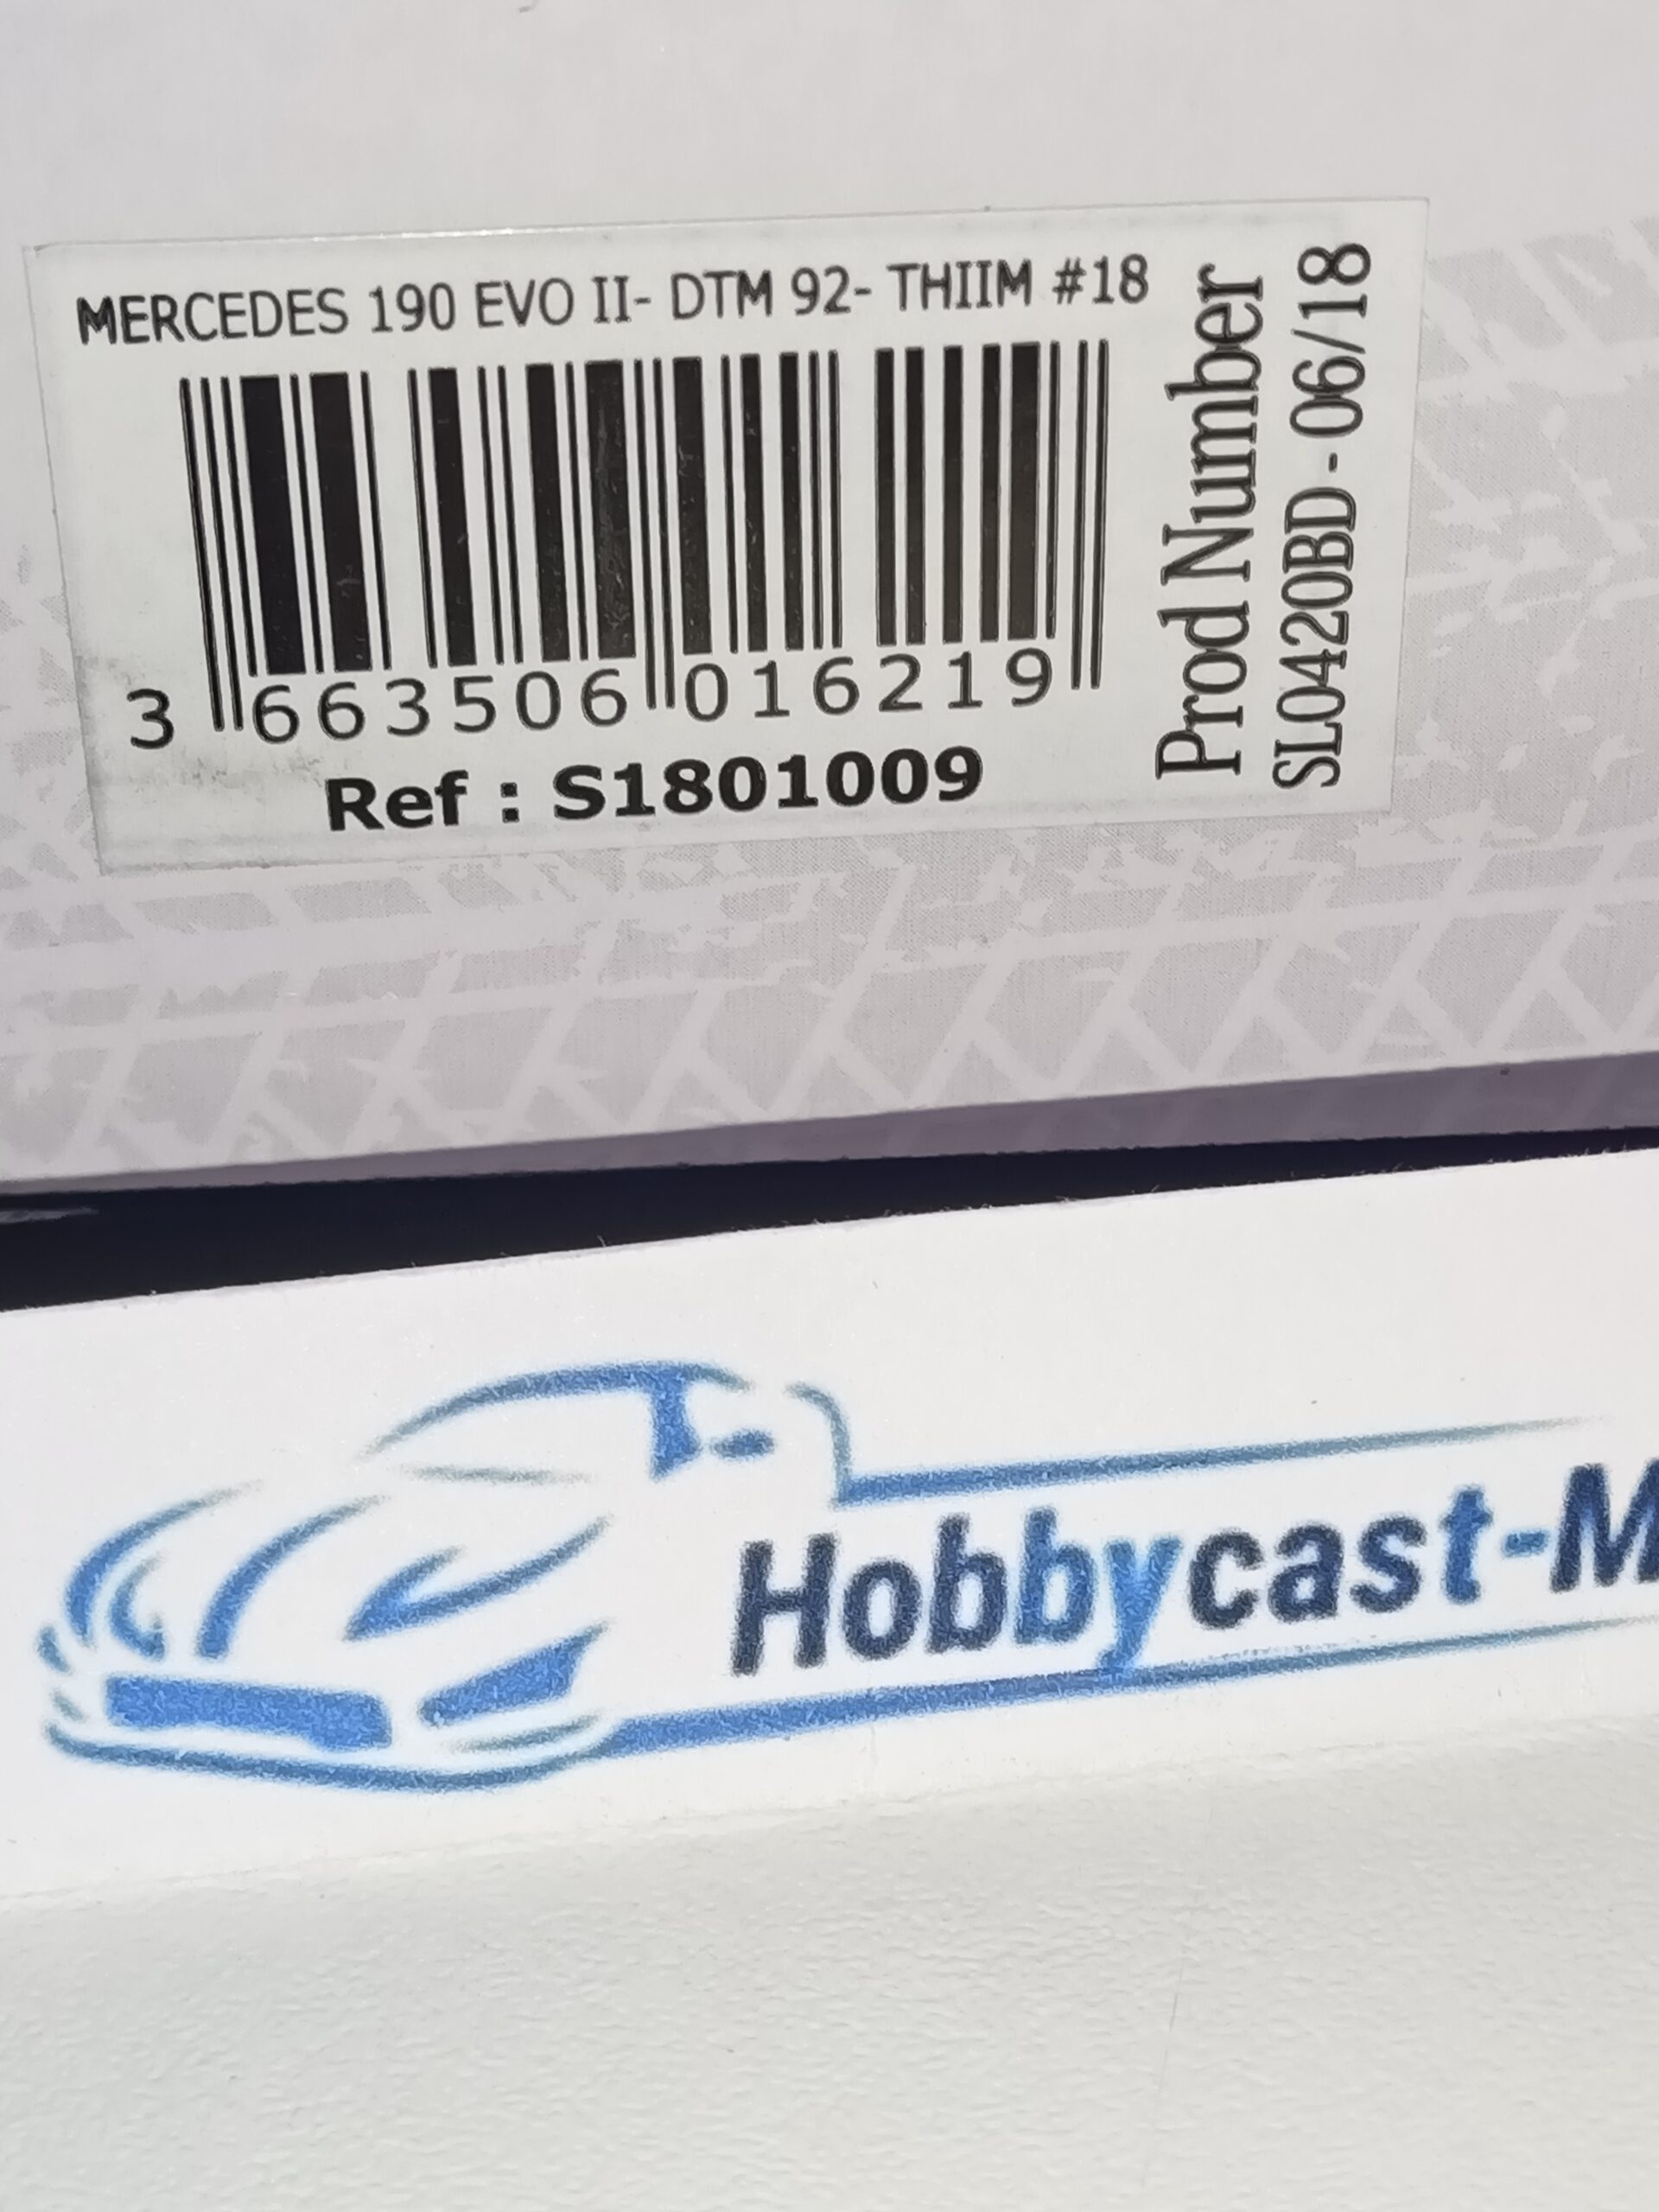 MERCEDES 190 EVO II- DTM 92- THIIM #18
3 663506 016219
Ref : S1801009
Prod Number
SL0420BD - 06/18
Hobbycast-M